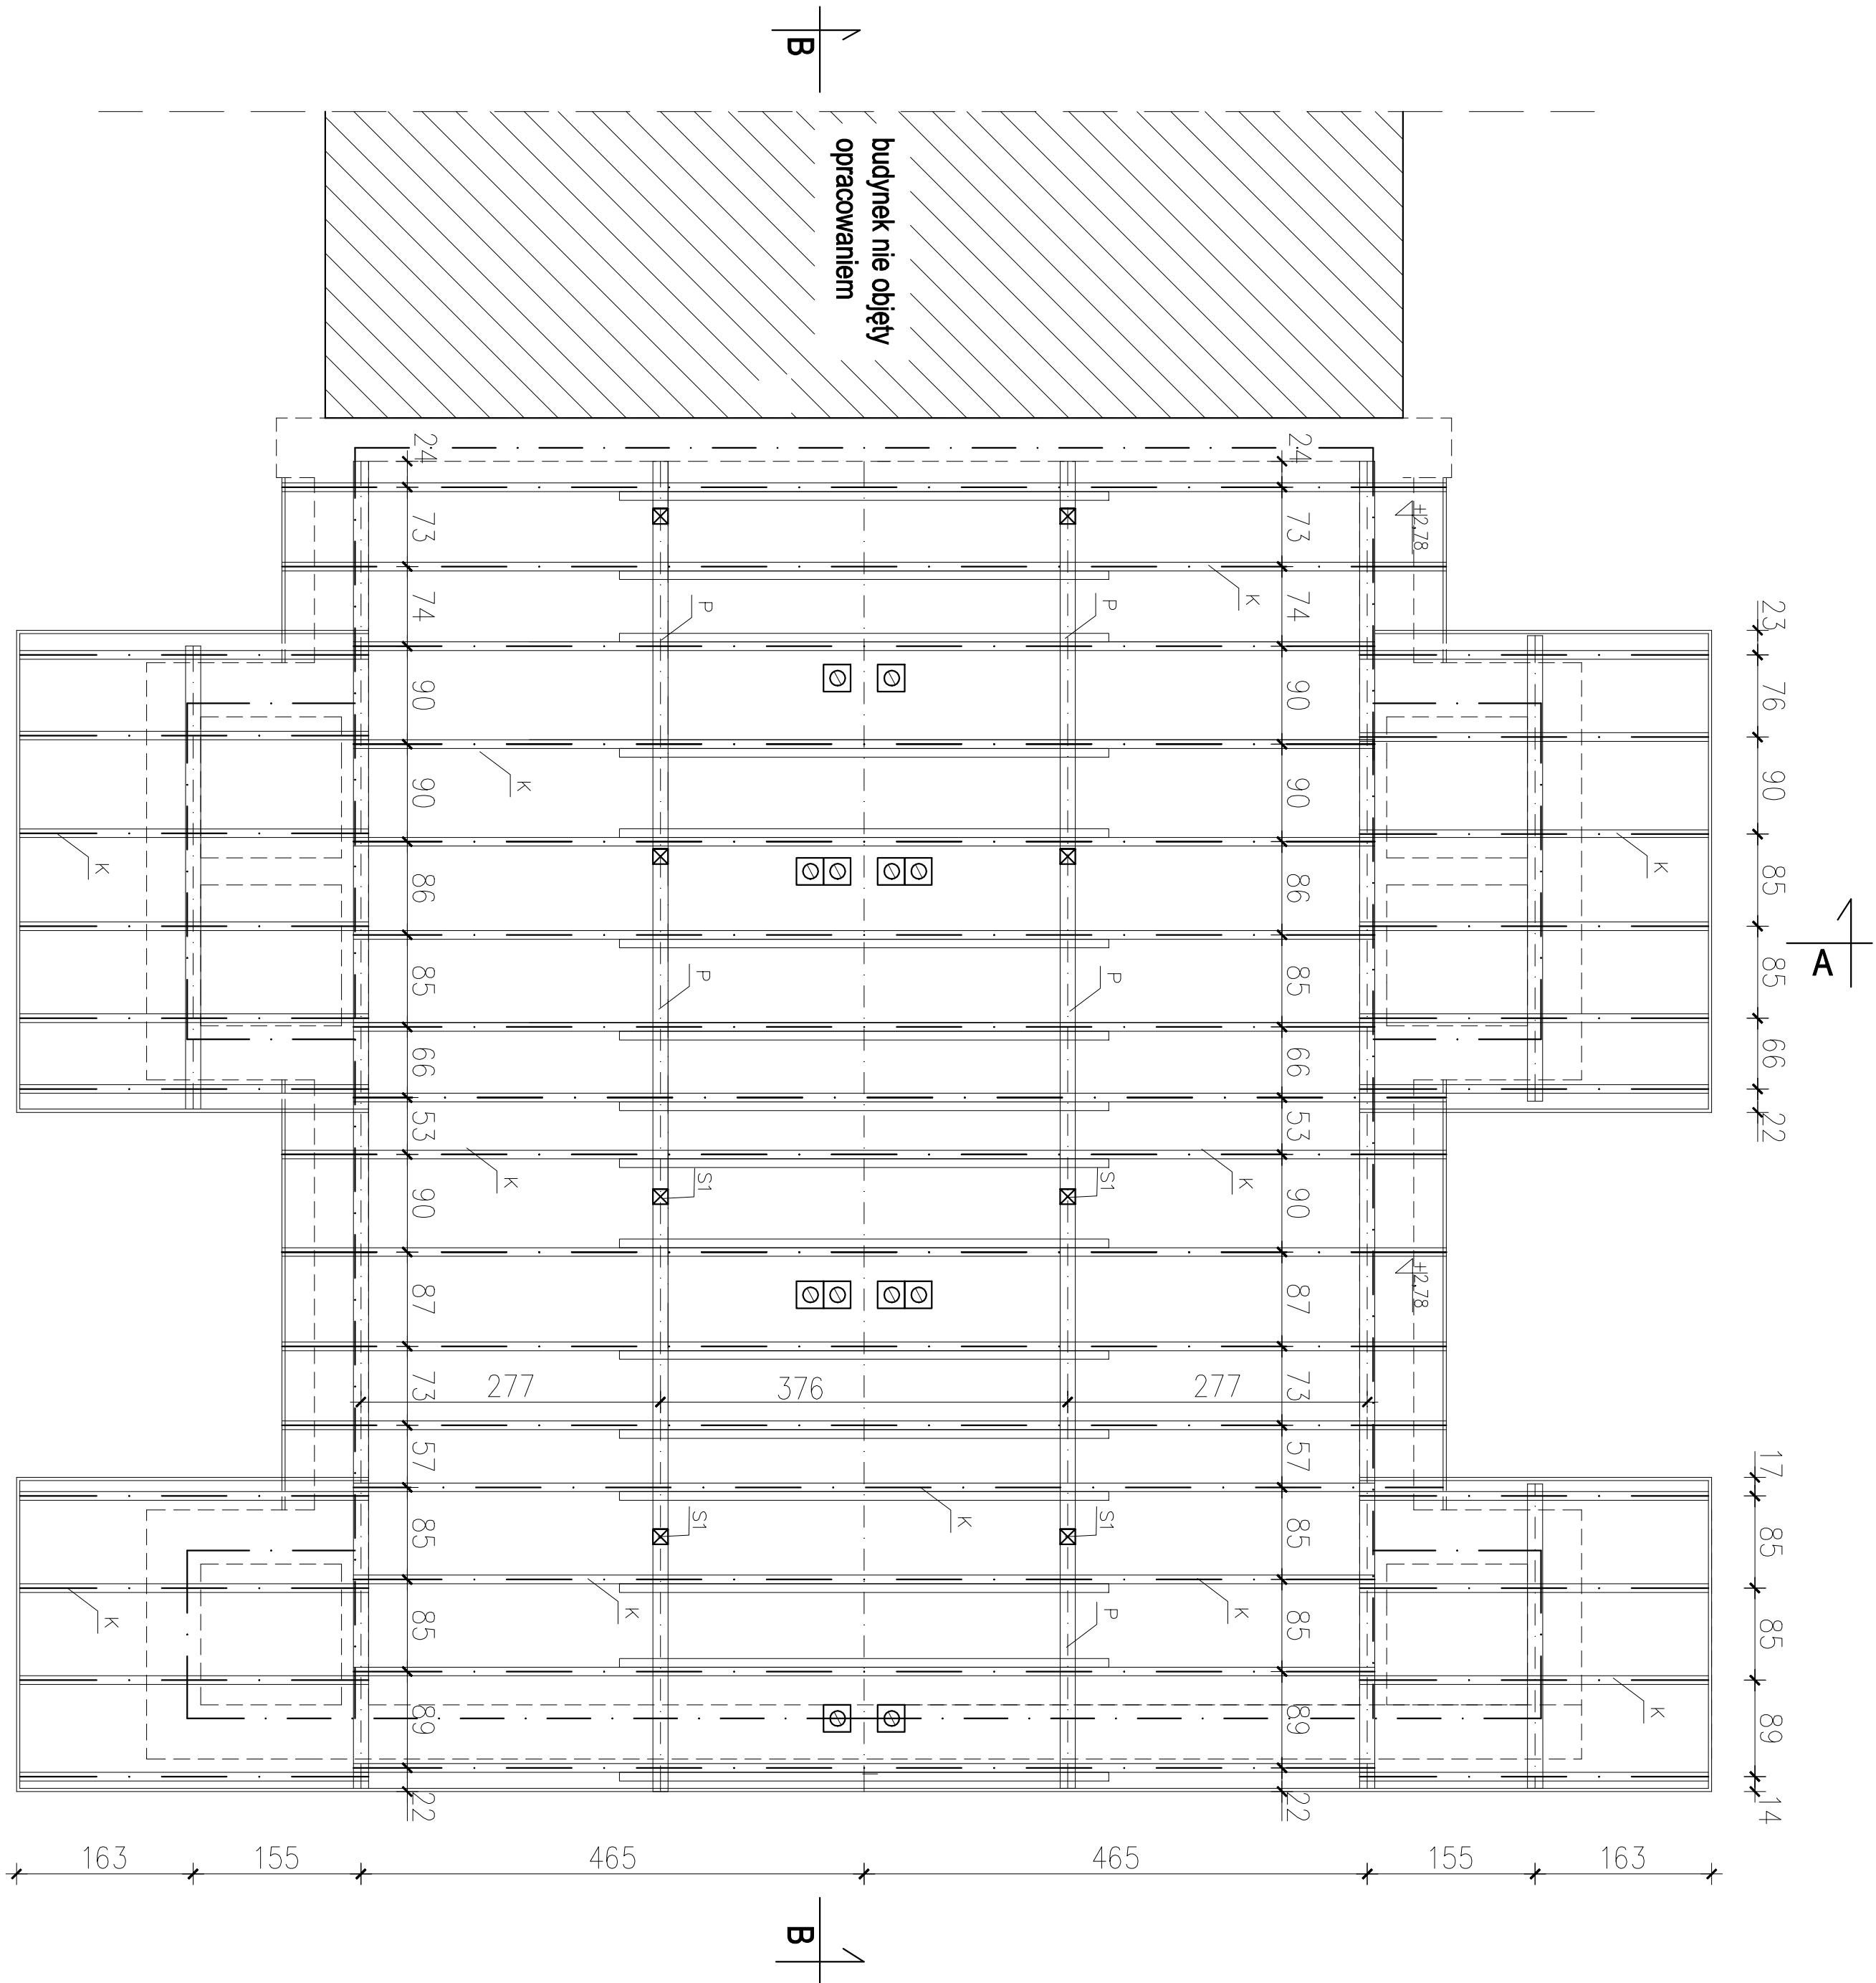 B
budynek nie objęty
opracowaniem
24
24
73
73
+2,78
74
74
K
P
P
23
76
90
85
85
66
22
90
90
K
90
90
K
K
86
86
A
85
85
P
P
66
66
53
53
K
K
S1
S1
90
90
+2,78
87
87
277
376
277
73
73
57
57
17
85
85
89
14
K
S1
S1
85
85
K
K
K
P
85
85
K
89
89
22
22
163
155
465
465
155
163
B